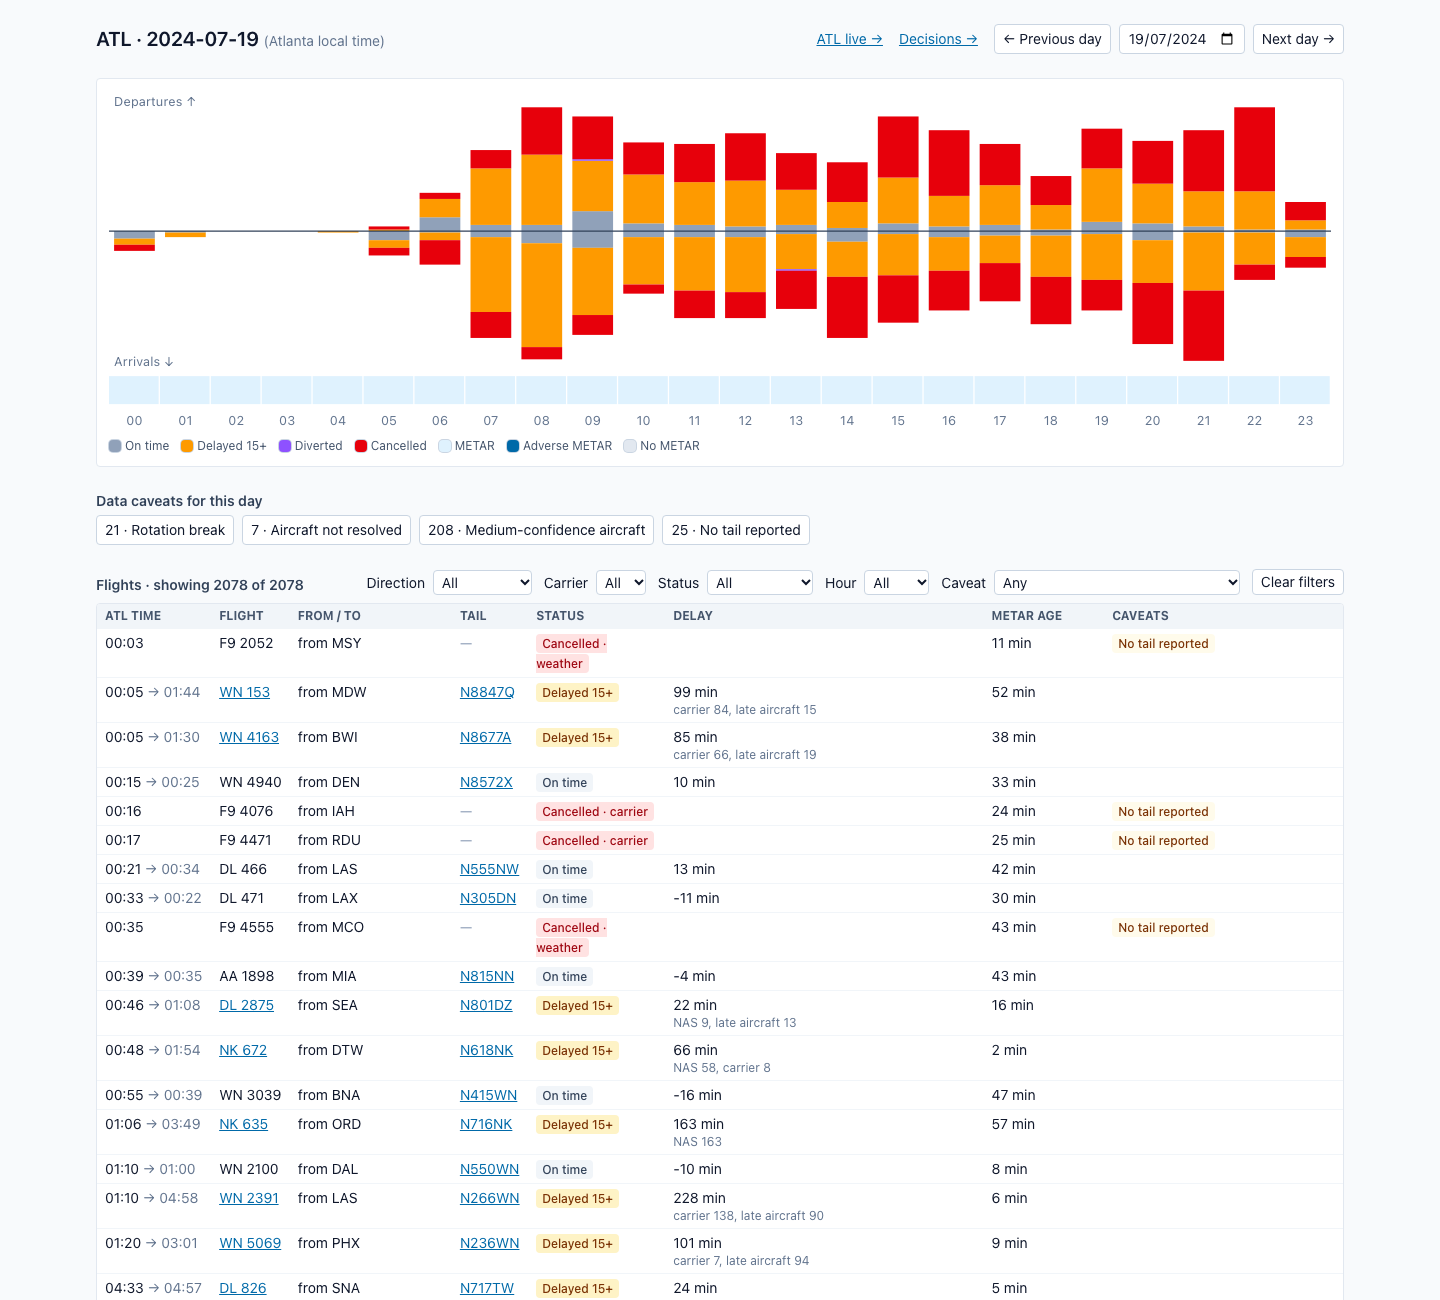 ATL · 2024-07-19 (Atlanta local time)
ATL live →
Decisions →
← Previous day
19/07/2024
Next day →
Departures ↑
Arrivals ↓
00 01 02 03 04 05 06 07 08 09 10 11 12 13 14 15 16 17 18 19 20 21 22 23
On time Delayed 15+ Diverted Cancelled METAR Adverse METAR No METAR
Data caveats for this day
21 · Rotation break
7 · Aircraft not resolved
208 · Medium-confidence aircraft
25 · No tail reported
Flights · showing 2078 of 2078
Direction All Carrier All Status All Hour All Caveat Any Clear filters
ATL TIME FLIGHT FROM / TO TAIL STATUS DELAY METAR AGE CAVEATS
00:03 F9 2052 from MSY — Cancelled · 11 min No tail reported
weather
00:05 → 01:44 WN 153 from MDW N8847Q Delayed 15+ 99 min 52 min
carrier 84, late aircraft 15
00:05 → 01:30 WN 4163 from BWI N8677A Delayed 15+ 85 min 38 min
carrier 66, late aircraft 19
00:15 → 00:25 WN 4940 from DEN N8572X On time 10 min 33 min
00:16 F9 4076 from IAH — Cancelled · carrier 24 min No tail reported
00:17 F9 4471 from RDU — Cancelled · carrier 25 min No tail reported
00:21 → 00:34 DL 466 from LAS N555NW On time 13 min 42 min
00:33 → 00:22 DL 471 from LAX N305DN On time -11 min 30 min
00:35 F9 4555 from MCO — Cancelled · 43 min No tail reported
weather
00:39 → 00:35 AA 1898 from MIA N815NN On time -4 min 43 min
00:46 → 01:08 DL 2875 from SEA N801DZ Delayed 15+ 22 min 16 min
NAS 9, late aircraft 13
00:48 → 01:54 NK 672 from DTW N618NK Delayed 15+ 66 min 2 min
NAS 58, carrier 8
00:55 → 00:39 WN 3039 from BNA N415WN On time -16 min 47 min
01:06 → 03:49 NK 635 from ORD N716NK Delayed 15+ 163 min 57 min
NAS 163
01:10 → 01:00 WN 2100 from DAL N550WN On time -10 min 8 min
01:10 → 04:58 WN 2391 from LAS N266WN Delayed 15+ 228 min 6 min
carrier 138, late aircraft 90
01:20 → 03:01 WN 5069 from PHX N236WN Delayed 15+ 101 min 9 min
carrier 7, late aircraft 94
04:33 → 04:57 DL 826 from SNA N717TW Delayed 15+ 24 min 5 min